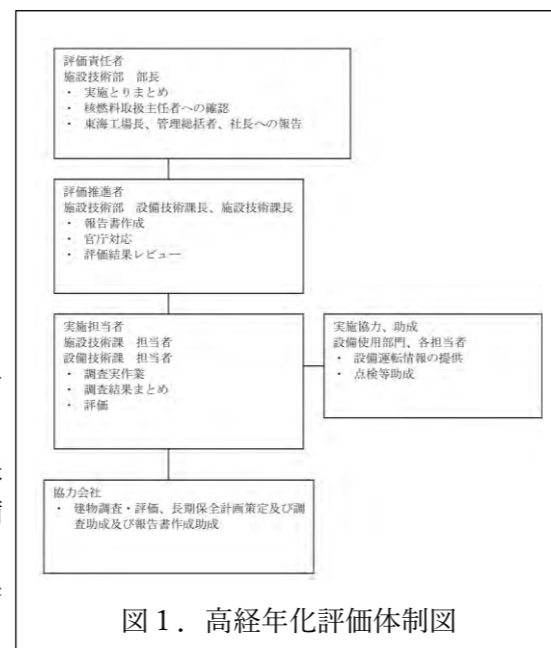 評価責任者
施設技術部　部長
・ 実施とりまとめ
・ 核燃料取扱主任者への確認
・ 東海工場長、管理総括者、社長への報告
評価推進者
施設技術部　設備技術課長、施設技術課長
・ 報告書作成
・ 官庁対応
・ 評価結果レビュー
実施担当者
施設技術課　担当者
設備技術課　担当者
・ 調査実作業
・ 調査結果まとめ
・ 評価
実施協力、助成
設備使用部門、各担当者
・ 設備運転情報の提供
・ 点検等助成
協力会社
・ 建物調査・評価、長期保全計画策定及び調
査助成及び報告書作成助成
図１．高経年化評価体制図